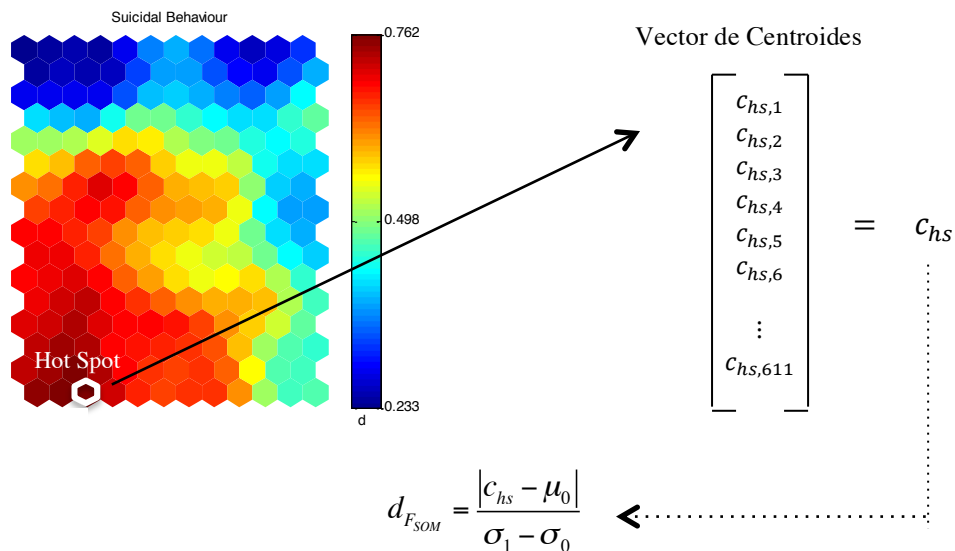 Suicidal Behaviour
0.762
0.498
0.233
d
Hot Spot
Vector de Centroides
c_{hs,1}
c_{hs,2}
c_{hs,3}
c_{hs,4}
c_{hs,5}
c_{hs,6}
⋮
c_{hs,611}
= c_{hs}
d_{F_{SOM}} = \frac{|c_{hs} - μ_0|}{σ_1 - σ_0}